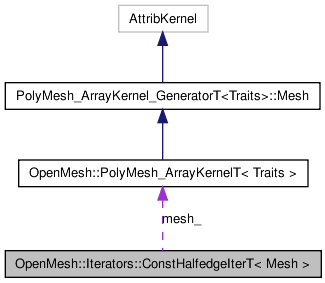 AttribKernel
PolyMesh_ArrayKernel_GeneratorT<Traits>::Mesh
OpenMesh::PolyMesh_ArrayKernelT< Traits >
mesh_
OpenMesh::Iterators::ConstHalfedgeIterT< Mesh >